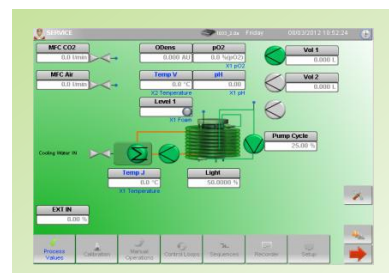 SERVICE
Finster 08/03/2012 18:52:24
MFC CO2
0.0 l/min
ODens
0.000 AU
pO2
0.0 %(pO2)
X1 pO2
Vol 1
0.000 L
MFC Air
0.0 l/min
Temp V
0.0 °C
X2 Temperature
pH
0.00
X1 pH
Vol 2
0.000 L
Level 1
X1 Foam
Pump Cycle
25.00 %
Cooling Water IN
Temp J
0.0 °C
X1 Temperature
Light
50.0000 %
EXT IN
0.00 %
Process Values
Calibration
Manual Operations
Control Loops
Sequences
Recorder
Setup